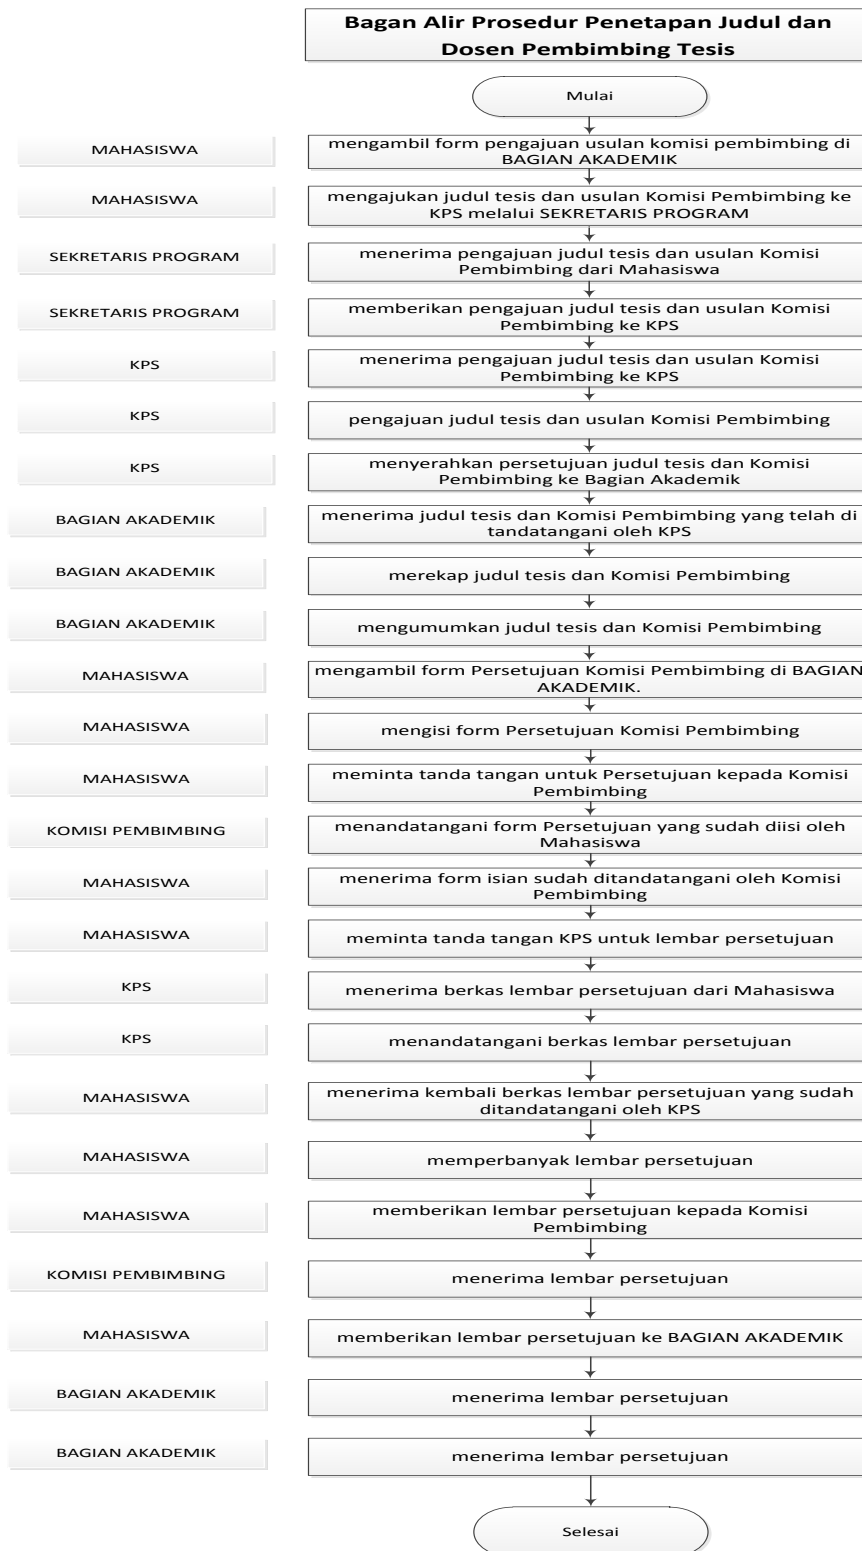 Bagan Alir Prosedur Penetapan Judul dan
Dosen Pembimbing Tesis
Mulai
MAHASISWA
mengambil form pengajuan usulan komisi pembimbing di
BAGIAN AKADEMIK
MAHASISWA
mengajukan judul tesis dan usulan Komisi Pembimbing ke
KPS melalui SEKRETARIS PROGRAM
SEKRETARIS PROGRAM
menerima pengajuan judul tesis dan usulan Komisi
Pembimbing dari Mahasiswa
SEKRETARIS PROGRAM
memberikan pengajuan judul tesis dan usulan Komisi
Pembimbing ke KPS
KPS
menerima pengajuan judul tesis dan usulan Komisi
Pembimbing ke KPS
KPS
pengajuan judul tesis dan usulan Komisi Pembimbing
KPS
menyerahkan persetujuan judul tesis dan Komisi
Pembimbing ke Bagian Akademik
BAGIAN AKADEMIK
menerima judul tesis dan Komisi Pembimbing yang telah di
tandatangani oleh KPS
BAGIAN AKADEMIK
merekap judul tesis dan Komisi Pembimbing
BAGIAN AKADEMIK
mengumumkan judul tesis dan Komisi Pembimbing
MAHASISWA
mengambil form Persetujuan Komisi Pembimbing di BAGIAN
AKADEMIK.
MAHASISWA
mengisi form Persetujuan Komisi Pembimbing
MAHASISWA
meminta tanda tangan untuk Persetujuan kepada Komisi
Pembimbing
KOMISI PEMBIMBING
menandatangani form Persetujuan yang sudah diisi oleh
Mahasiswa
MAHASISWA
menerima form isian sudah ditandatangani oleh Komisi
Pembimbing
MAHASISWA
meminta tanda tangan KPS untuk lembar persetujuan
KPS
menerima berkas lembar persetujuan dari Mahasiswa
KPS
menandatangani berkas lembar persetujuan
MAHASISWA
menerima kembali berkas lembar persetujuan yang sudah
ditandatangani oleh KPS
MAHASISWA
memperbanyak lembar persetujuan
MAHASISWA
memberikan lembar persetujuan kepada Komisi
Pembimbing
KOMISI PEMBIMBING
menerima lembar persetujuan
MAHASISWA
memberikan lembar persetujuan ke BAGIAN AKADEMIK
BAGIAN AKADEMIK
menerima lembar persetujuan
BAGIAN AKADEMIK
menerima lembar persetujuan
Selesai